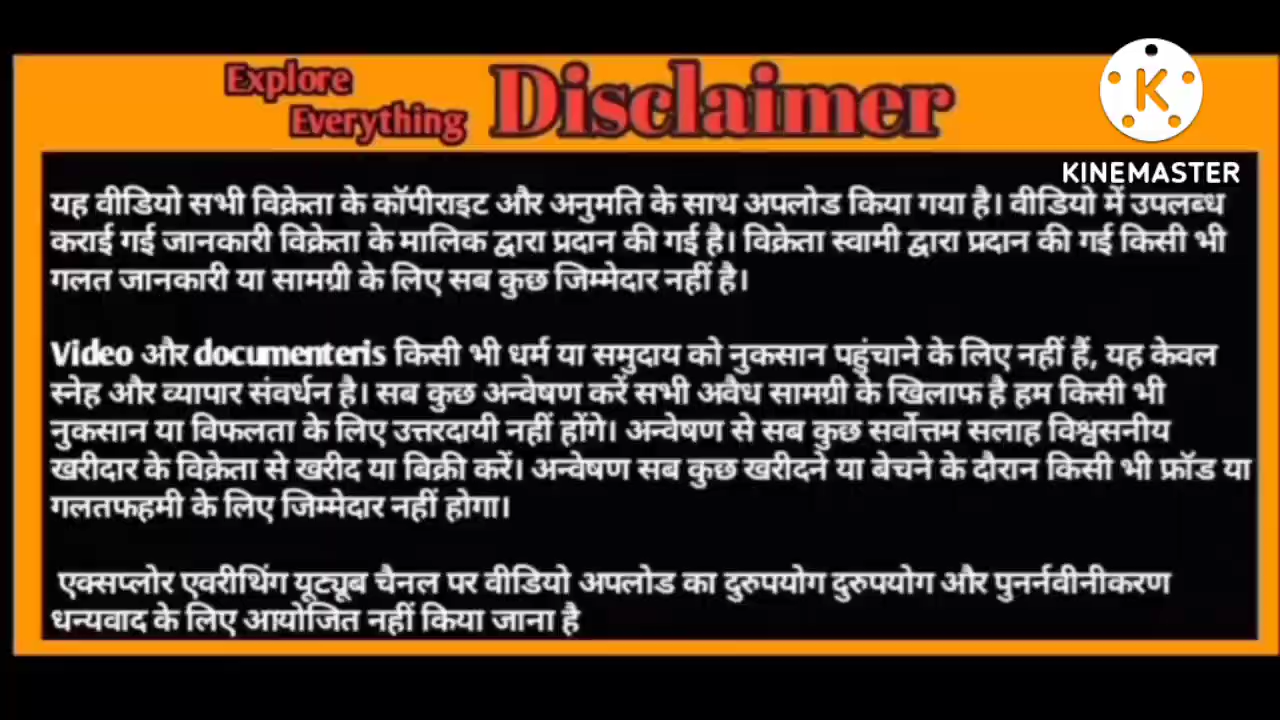 Explore
Everything
Disclaimer
KINEMASTER
यह वीडियो सभी विक्रेता के कॉपीराइट और अनुमति के साथ अपलोड किया गया है। वीडियो में उपलब्ध
कराई गई जानकारी विक्रेता के मालिक द्वारा प्रदान की गई है। विक्रेता स्वामी द्वारा प्रदान की गई किसी भी
गलत जानकारी या सामग्री के लिए सब कुछ जिम्मेदार नहीं है।
Video और documenteris किसी भी धर्म या समुदाय को नुकसान पहुंचाने के लिए नहीं हैं, यह केवल
स्नेह और व्यापार संवर्धन है। सब कुछ अन्वेषण करें सभी अवैध सामग्री के खिलाफ है हम किसी भी
नुकसान या विफलता के लिए उत्तरदायी नहीं होंगे। अन्वेषण से सब कुछ सर्वोत्तम सलाह विश्वसनीय
खरीदार के विक्रेता से खरीद या बिक्री करें। अन्वेषण सब कुछ खरीदने या बेचने के दौरान किसी भी फ्रॉड या
गलतफहमी के लिए जिम्मेदार नहीं होगा।
एक्सप्लोर एवरीथिंग यूट्यूब चैनल पर वीडियो अपलोड का दुरुपयोग दुरुपयोग और पुनर्नवीनीकरण
धन्यवाद के लिए आयोजित नहीं किया जाना है